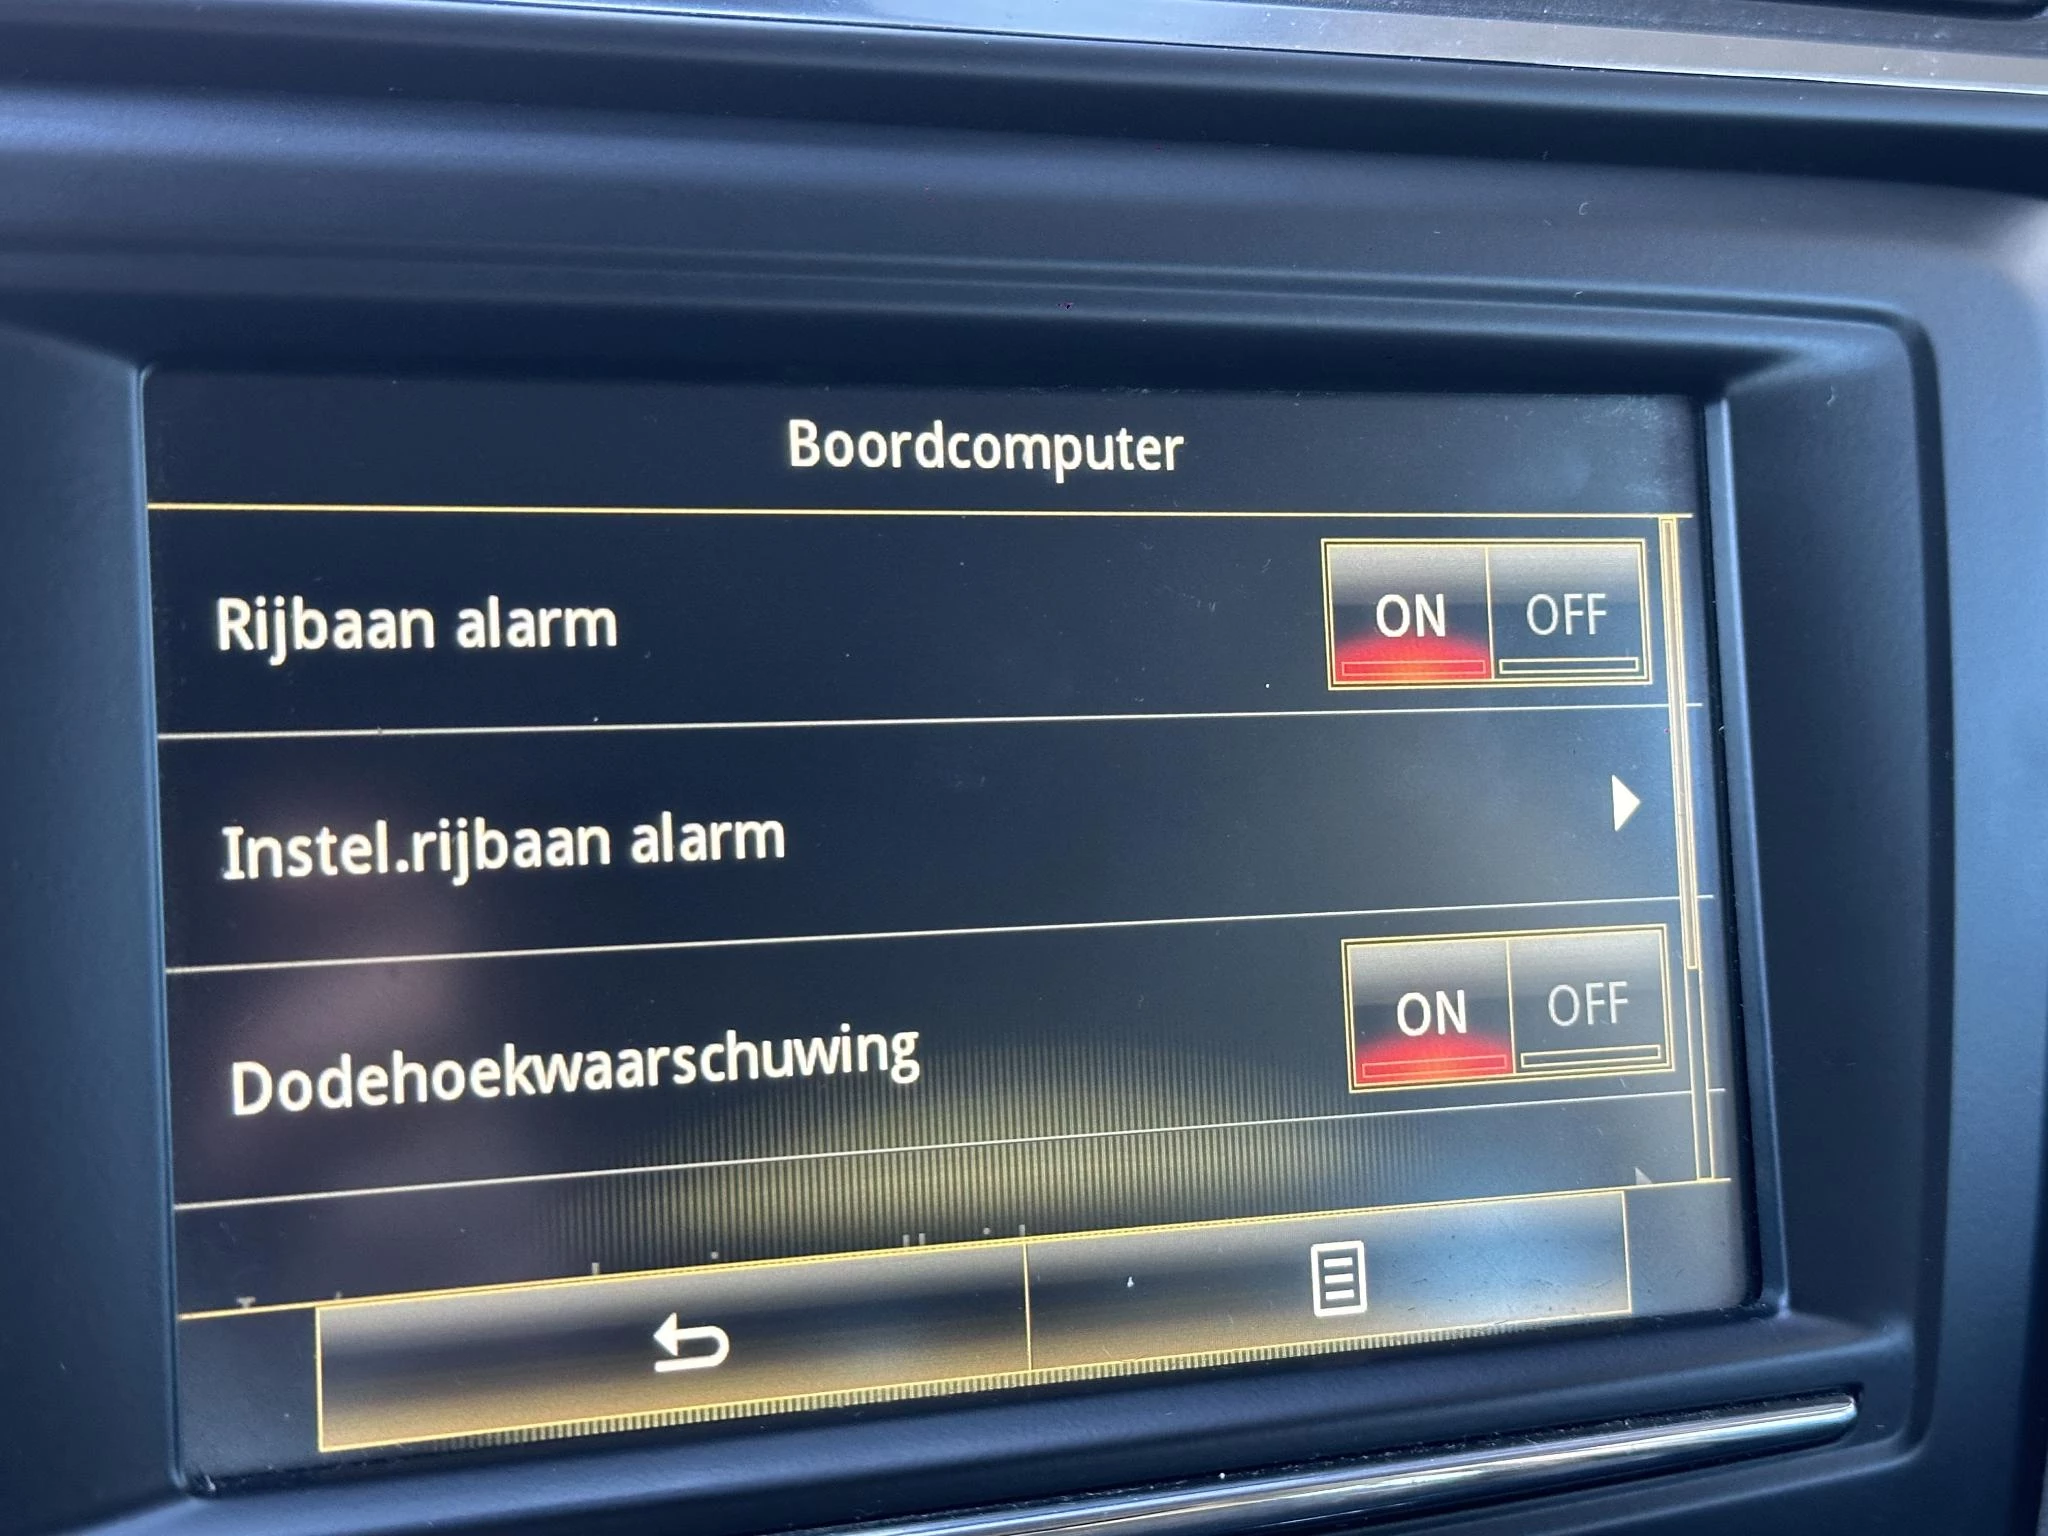 Boordcomputer
Rijbaan alarm ON OFF
Instel.rijbaan alarm
Dodehoekwaarschuwing ON OFF